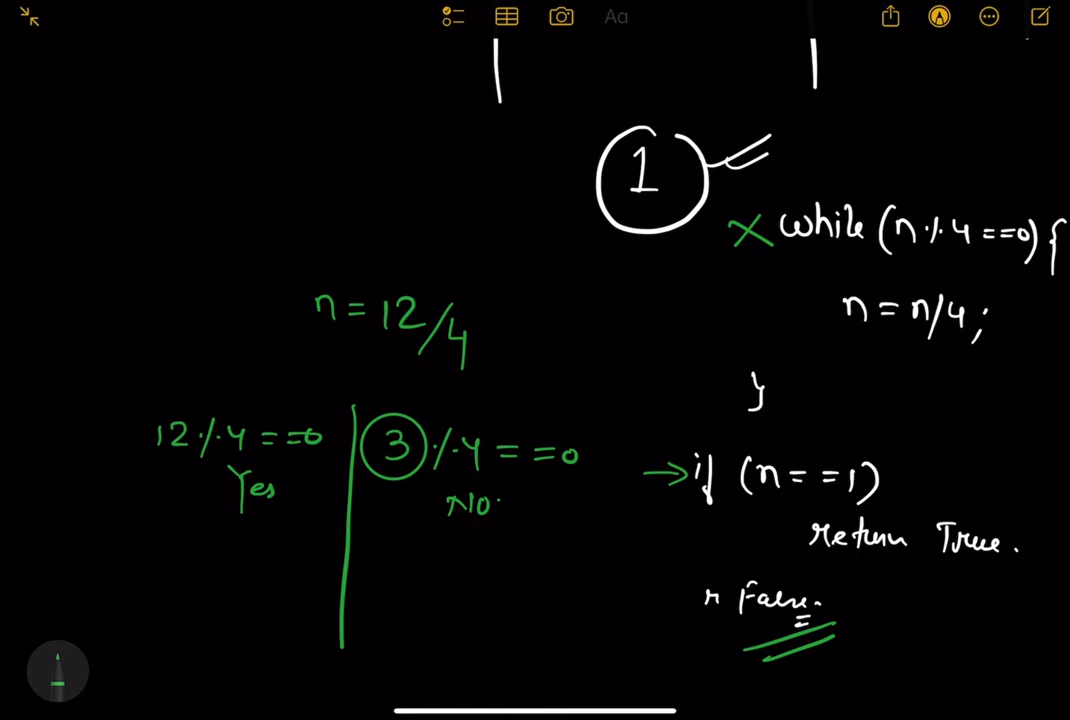 Aa
1
while (n % 4 == 0) {
n = n/4;
}
n = 12/4
12 % 4 == 0
Yes
3 % 4 == 0
No.
→ if (n == 1)
return True.
r False.